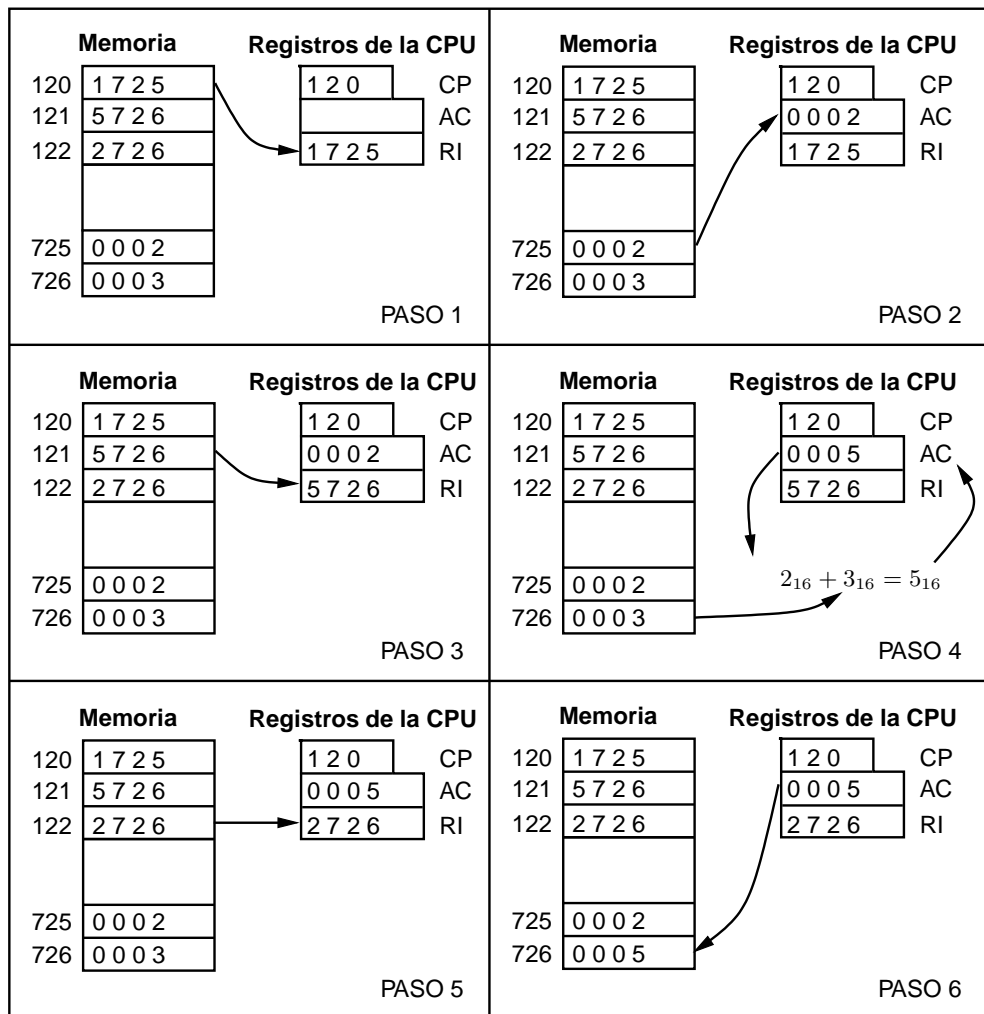 Memoria Registros de la CPU
120 1 7 2 5 1 2 0 CP
121 5 7 2 6 AC
122 2 7 2 6 1 7 2 5 RI
725 0 0 0 2
726 0 0 0 3
PASO 1
Memoria Registros de la CPU
120 1 7 2 5 1 2 0 CP
121 5 7 2 6 0 0 0 2 AC
122 2 7 2 6 1 7 2 5 RI
725 0 0 0 2
726 0 0 0 3
PASO 2
Memoria Registros de la CPU
120 1 7 2 5 1 2 0 CP
121 5 7 2 6 0 0 0 2 AC
122 2 7 2 6 5 7 2 6 RI
725 0 0 0 2
726 0 0 0 3
PASO 3
Memoria Registros de la CPU
120 1 7 2 5 1 2 0 CP
121 5 7 2 6 0 0 0 5 AC
122 2 7 2 6 5 7 2 6 RI
725 0 0 0 2 2₁₆ + 3₁₆ = 5₁₆
726 0 0 0 3
PASO 4
Memoria Registros de la CPU
120 1 7 2 5 1 2 0 CP
121 5 7 2 6 0 0 0 5 AC
122 2 7 2 6 2 7 2 6 RI
725 0 0 0 2
726 0 0 0 3
PASO 5
Memoria Registros de la CPU
120 1 7 2 5 1 2 0 CP
121 5 7 2 6 0 0 0 5 AC
122 2 7 2 6 2 7 2 6 RI
725 0 0 0 2
726 0 0 0 5
PASO 6